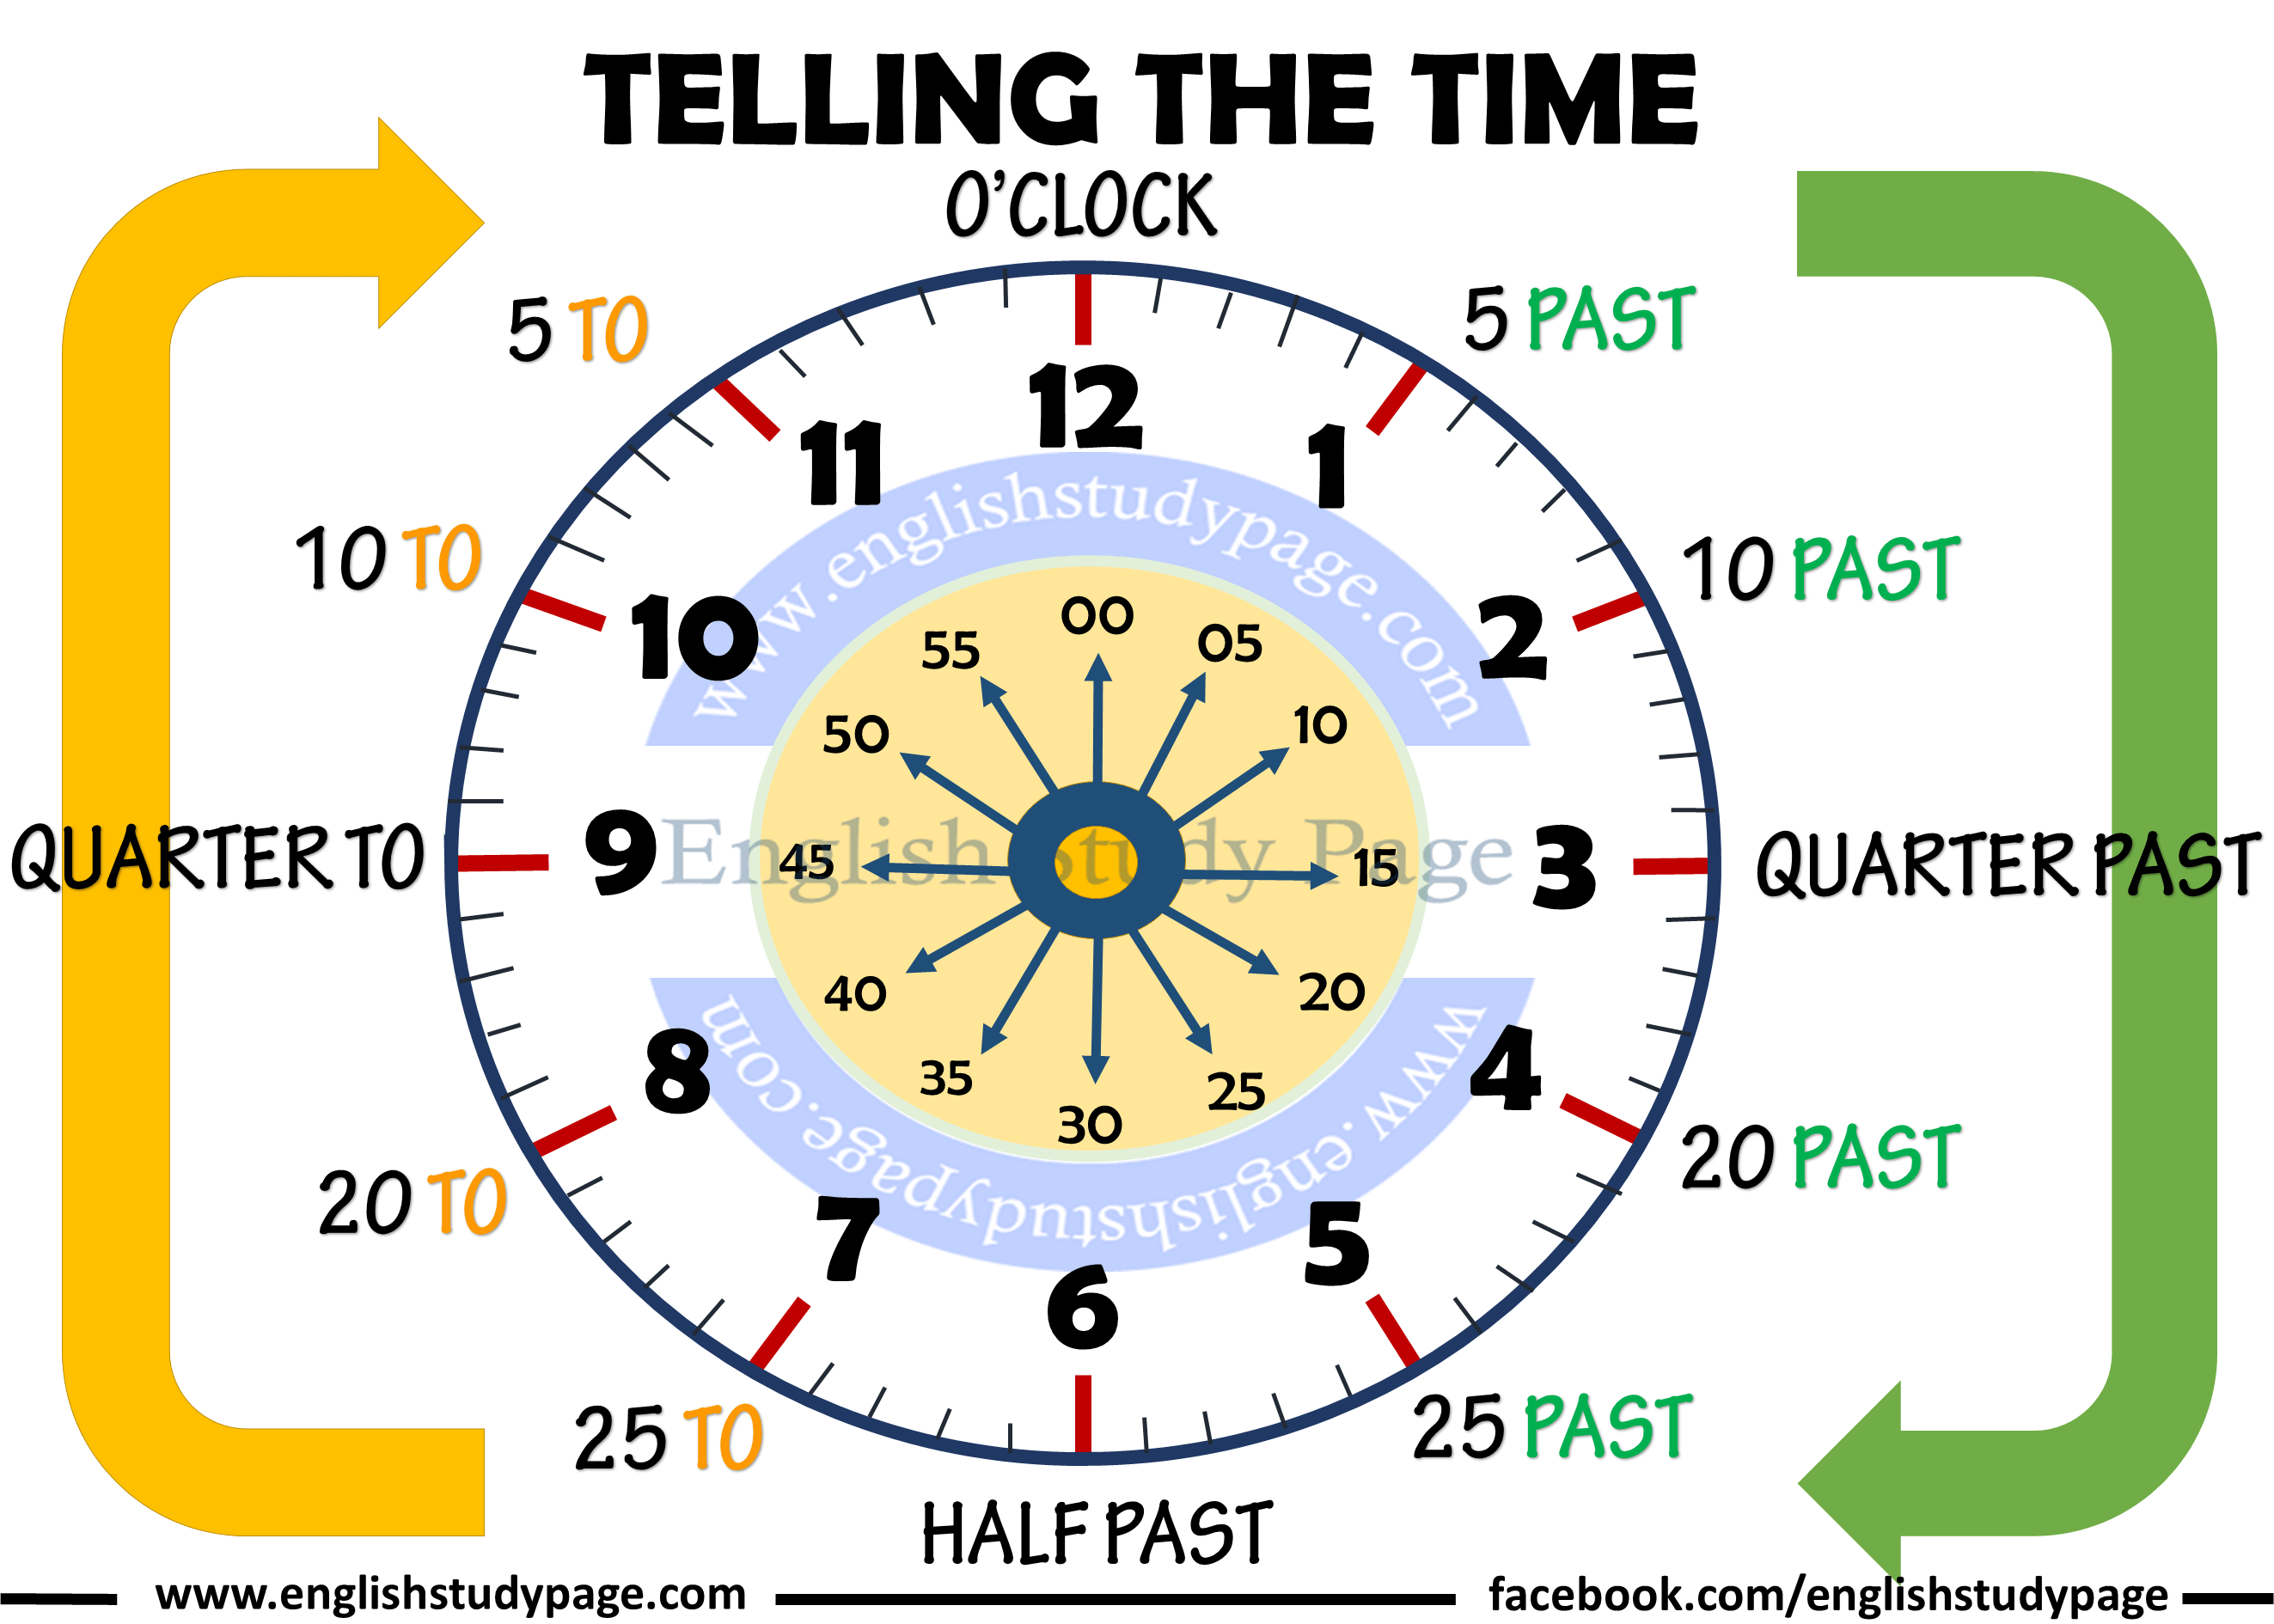 TELLING THE TIME
O'CLOCK
5 TO
5 PAST
12
11
1
www.englishstudypage.com
10 TO
10 PAST
10
2
00
55
05
50
10
QUARTER TO
9
English Study Page
45
15
3
QUARTER PAST
40
20
35
25
30
8
4
www.englishstudypage.com
20 TO
20 PAST
7
5
6
25 TO
25 PAST
HALF PAST
www.englishstudypage.com
facebook.com/englishstudypage